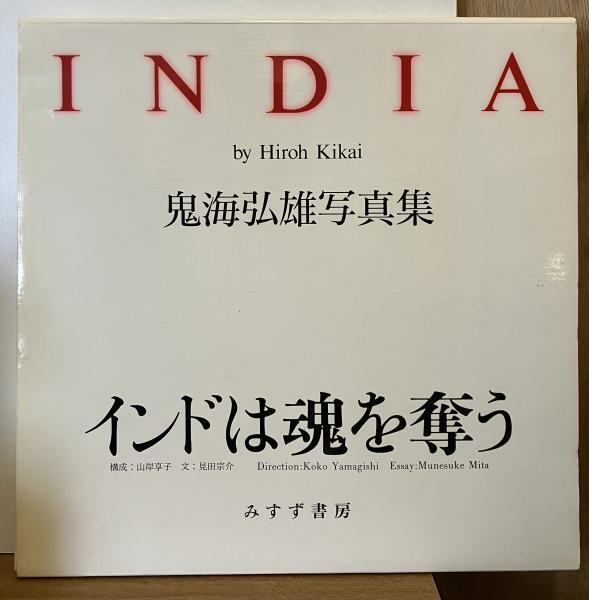 INDIA
by Hiroh Kikai
鬼海弘雄写真集
インドは魂を奪う
構成：山岸享子　文：見田宗介　Direction:Koko Yamagishi　Essay:Munesuke Mita
みすず書房